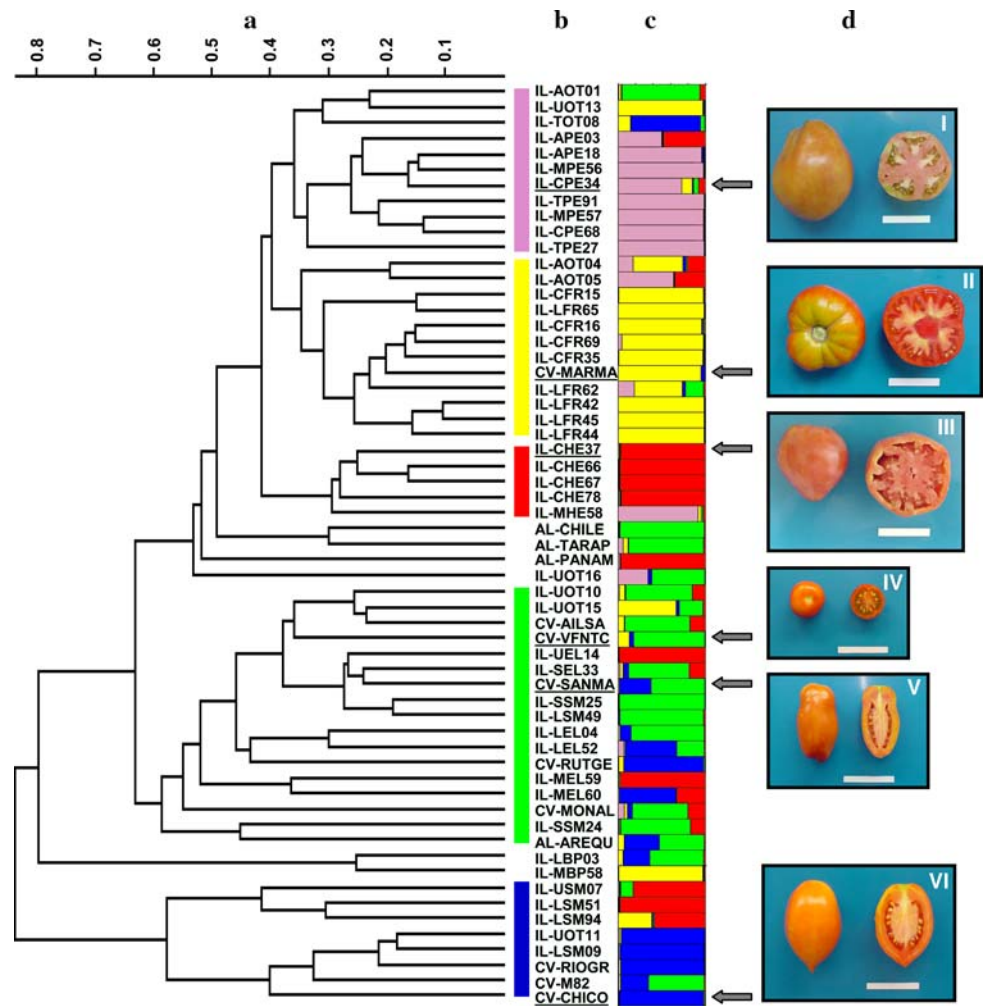 a b c d
0.8 0.7 0.6 0.5 0.4 0.3 0.2 0.1
IL-AOT01
IL-UOT13
IL-TOT08
IL-APE03
IL-APE18
IL-MPE56
IL-CPE34
IL-TPE91
IL-MPE57
IL-CPE68
IL-TPE27
IL-AOT04
IL-AOT05
IL-CFR15
IL-LFR65
IL-CFR16
IL-CFR69
IL-CFR35
CV-MARMA
IL-LFR62
IL-LFR42
IL-LFR45
IL-LFR44
IL-CHE37
IL-CHE66
IL-CHE67
IL-CHE78
IL-MHE58
AL-CHILE
AL-TARAP
AL-PANAM
IL-UOT16
IL-UOT10
IL-UOT15
CV-AILSA
CV-VFNTC
IL-UEL14
IL-SEL33
CV-SANMA
IL-SSM25
IL-LSM49
IL-LEL04
IL-LEL52
CV-RUTGE
IL-MEL59
IL-MEL60
CV-MONAL
IL-SSM24
AL-AREQU
IL-LBP03
IL-MBP58
IL-USM07
IL-LSM51
IL-LSM94
IL-UOT11
IL-LSM09
CV-RIOGR
CV-M82
CV-CHICO
I
II
III
IV
V
VI